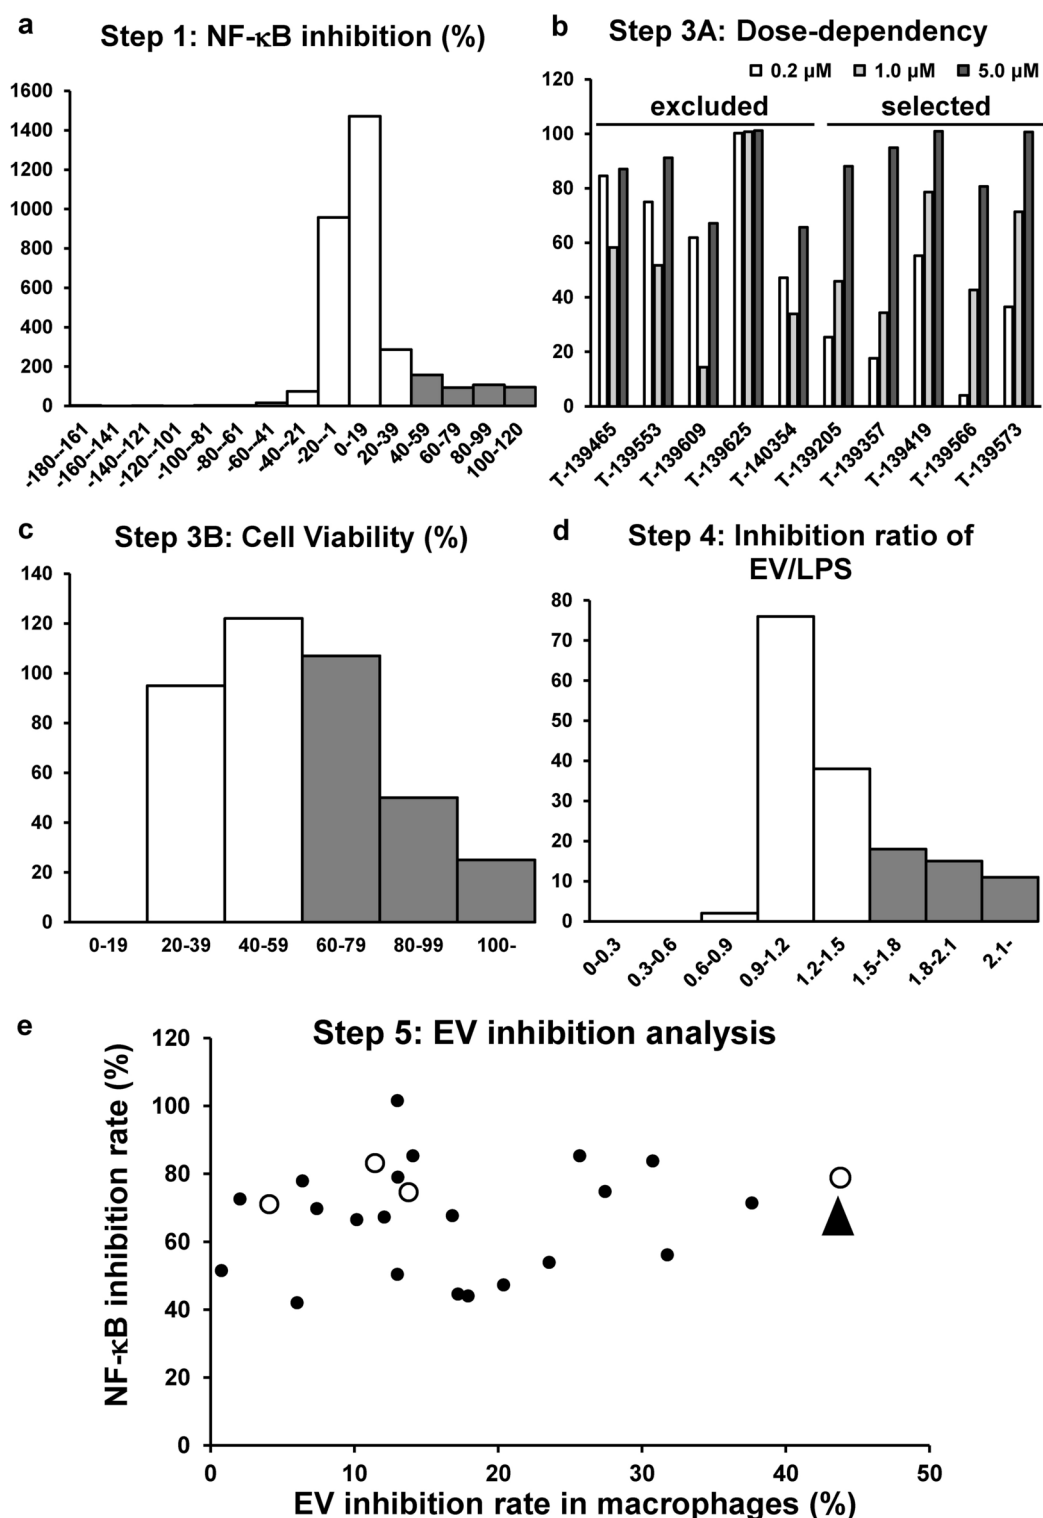 a
Step 1: NF-κB inhibition (%)
1600
1400
1200
1000
800
600
400
200
0
-180--161
-160--141
-140--121
-120--101
-100--81
-80--61
-60--41
-40--21
-20--1
0-19
20-39
40-59
60-79
80-99
100-120
b
Step 3A: Dose-dependency
0.2 μM 1.0 μM 5.0 μM
excluded selected
120
100
80
60
40
20
0
T-139465
T-139553
T-139609
T-139625
T-140354
T-139205
T-139357
T-139419
T-139566
T-139573
c
Step 3B: Cell Viability (%)
140
120
100
80
60
40
20
0
0-19 20-39 40-59 60-79 80-99 100-
d
Step 4: Inhibition ratio of
EV/LPS
80
70
60
50
40
30
20
10
0
0-0.3
0.3-0.6
0.6-0.9
0.9-1.2
1.2-1.5
1.5-1.8
1.8-2.1
2.1-
e
Step 5: EV inhibition analysis
NF-κB inhibition rate (%)
120
100
80
60
40
20
0
0 10 20 30 40 50
EV inhibition rate in macrophages (%)